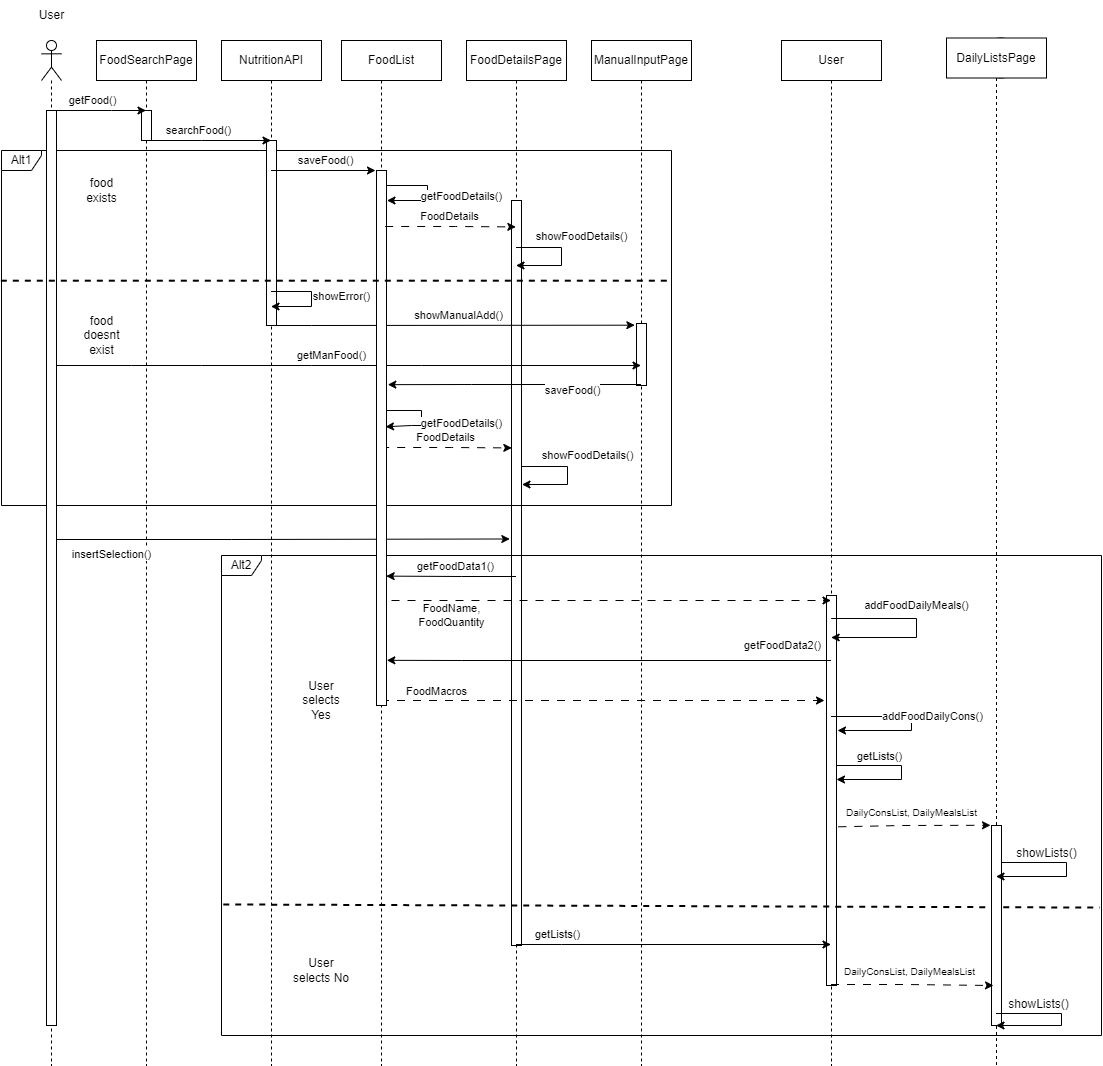 User
FoodSearchPage
NutritionAPI
FoodList
FoodDetailsPage
ManualInputPage
User
DailyListsPage
getFood()
searchFood()
Alt1
saveFood()
food
exists
getFoodDetails()
FoodDetails
showFoodDetails()
showError()
food
doesnt
exist
showManualAdd()
getManFood()
saveFood()
getFoodDetails()
FoodDetails
showFoodDetails()
insertSelection()
Alt2
getFoodData1()
FoodName,
FoodQuantity
addFoodDailyMeals()
getFoodData2()
User
selects
Yes
FoodMacros
addFoodDailyCons()
getLists()
DailyConsList, DailyMealsList
showLists()
getLists()
User
selects No
DailyConsList, DailyMealsList
showLists()